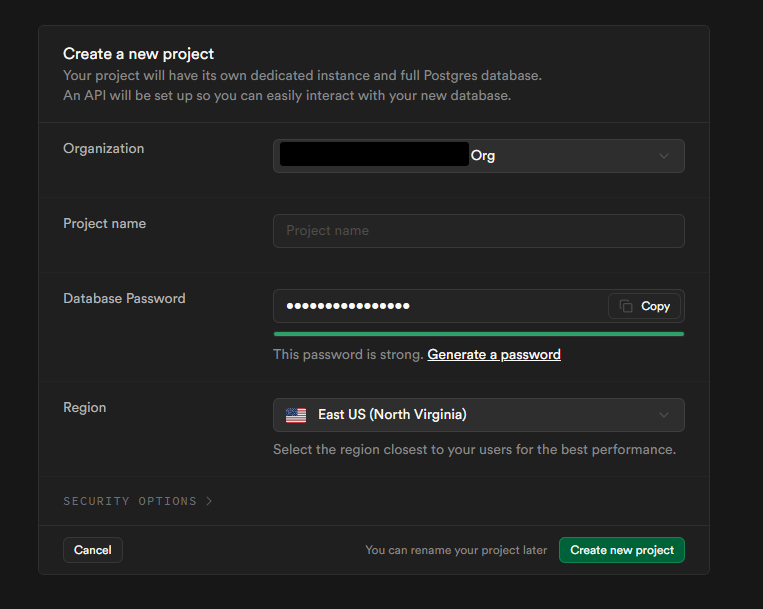 Create a new project
Your project will have its own dedicated instance and full Postgres database.
An API will be set up so you can easily interact with your new database.
Organization
Org
Project name
Project name
Database Password
●●●●●●●●●●●●●●●●
Copy
This password is strong. Generate a password
Region
East US (North Virginia)
Select the region closest to your users for the best performance.
SECURITY OPTIONS >
Cancel
You can rename your project later
Create new project